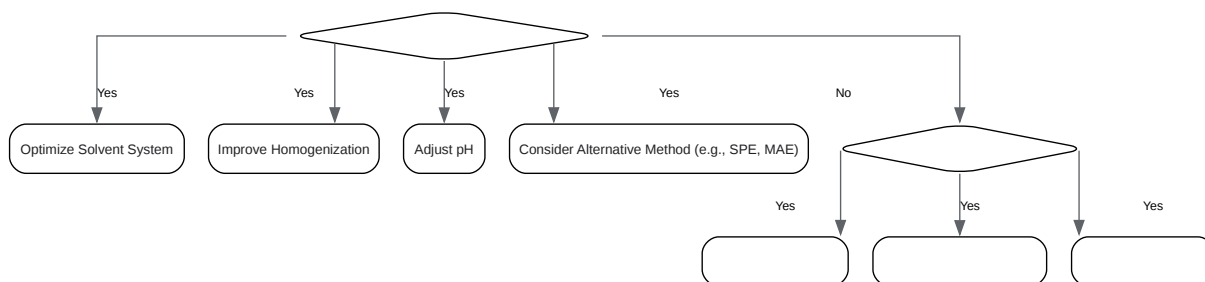 Yes
Yes
Yes
Yes
No
Optimize Solvent System
Improve Homogenization
Adjust pH
Consider Alternative Method (e.g., SPE, MAE)
Yes
Yes
Yes